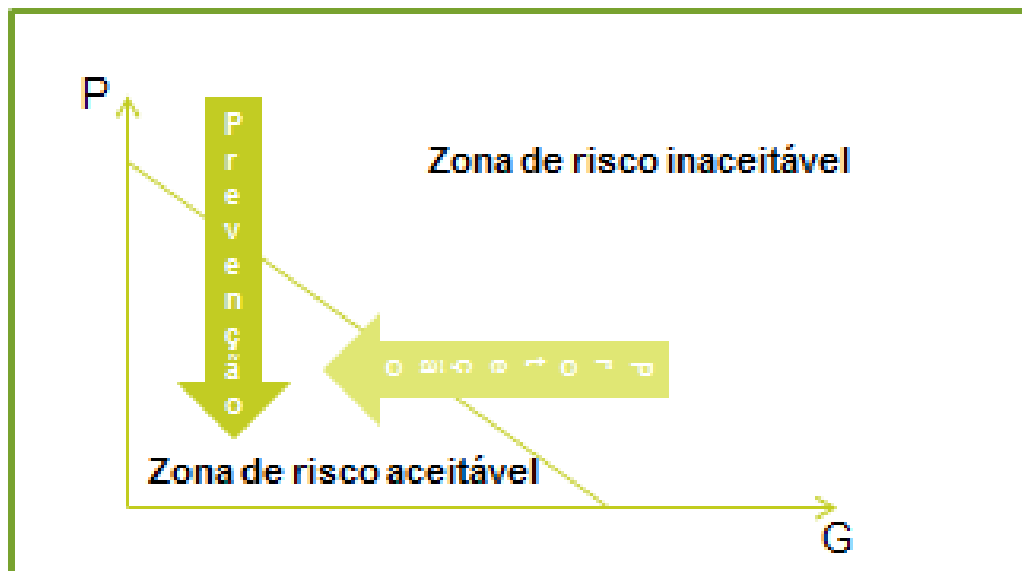 P
Prevenção
Zona de risco inaceitável
Proteção
Zona de risco aceitável
G